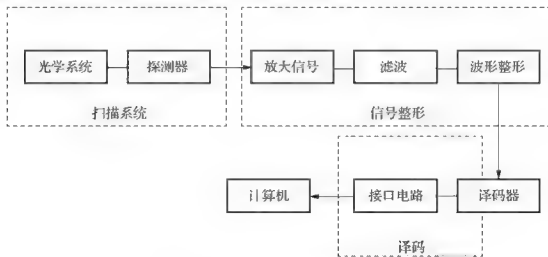 光学系统
探测器
放大信号
滤波
波形整形
扫描系统
信号整形
计算机
接口电路
译码器
译码